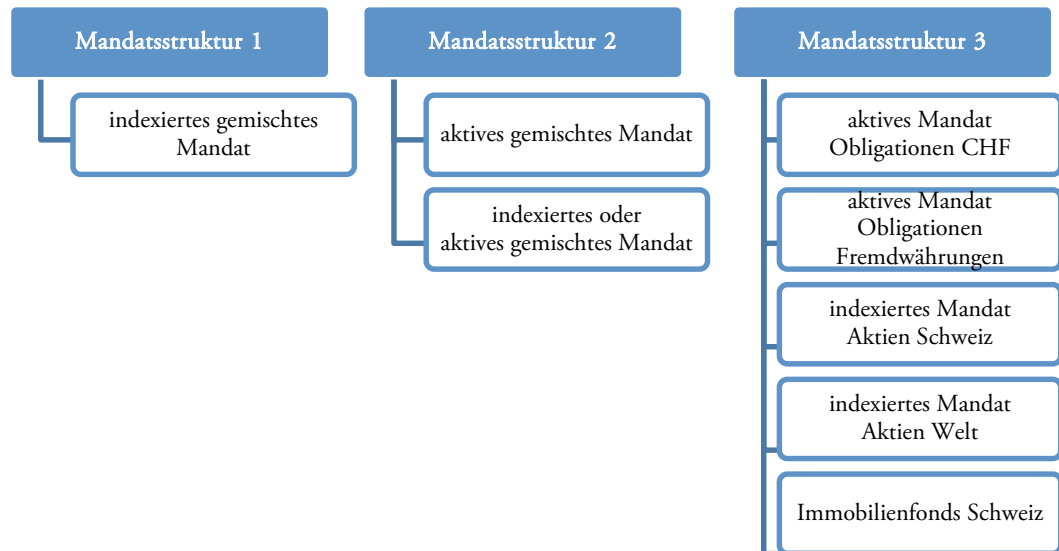 Mandatsstruktur 1
indexiertes gemischtes
Mandat
Mandatsstruktur 2
aktives gemischtes Mandat
indexiertes oder
aktives gemischtes Mandat
Mandatsstruktur 3
aktives Mandat
Obligationen CHF
aktives Mandat
Obligationen
Fremdwährungen
indexiertes Mandat
Aktien Schweiz
indexiertes Mandat
Aktien Welt
Immobilienfonds Schweiz